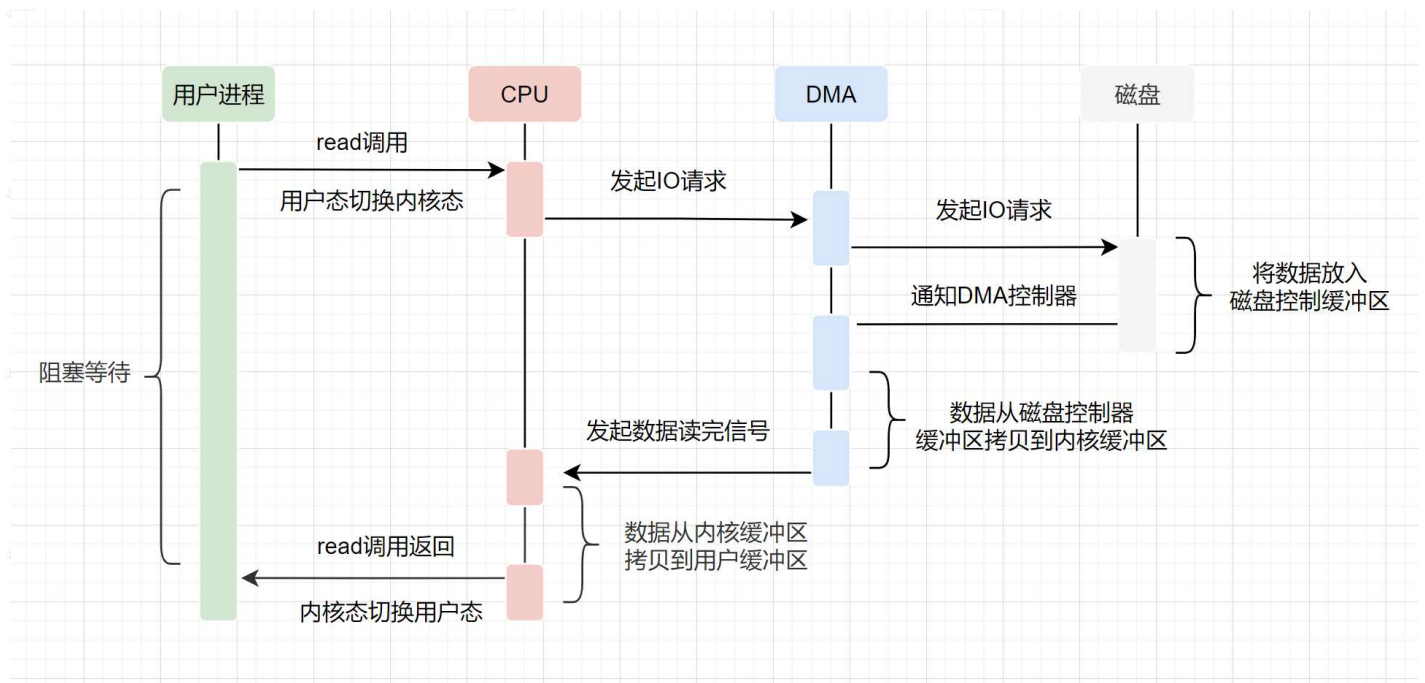 用户进程
CPU
DMA
磁盘
read调用
用户态切换内核态
发起IO请求
发起IO请求
将数据放入
磁盘控制缓冲区
通知DMA控制器
阻塞等待
数据从磁盘控制器
缓冲区拷贝到内核缓冲区
发起数据读完信号
数据从内核缓冲区
拷贝到用户缓冲区
read调用返回
内核态切换用户态